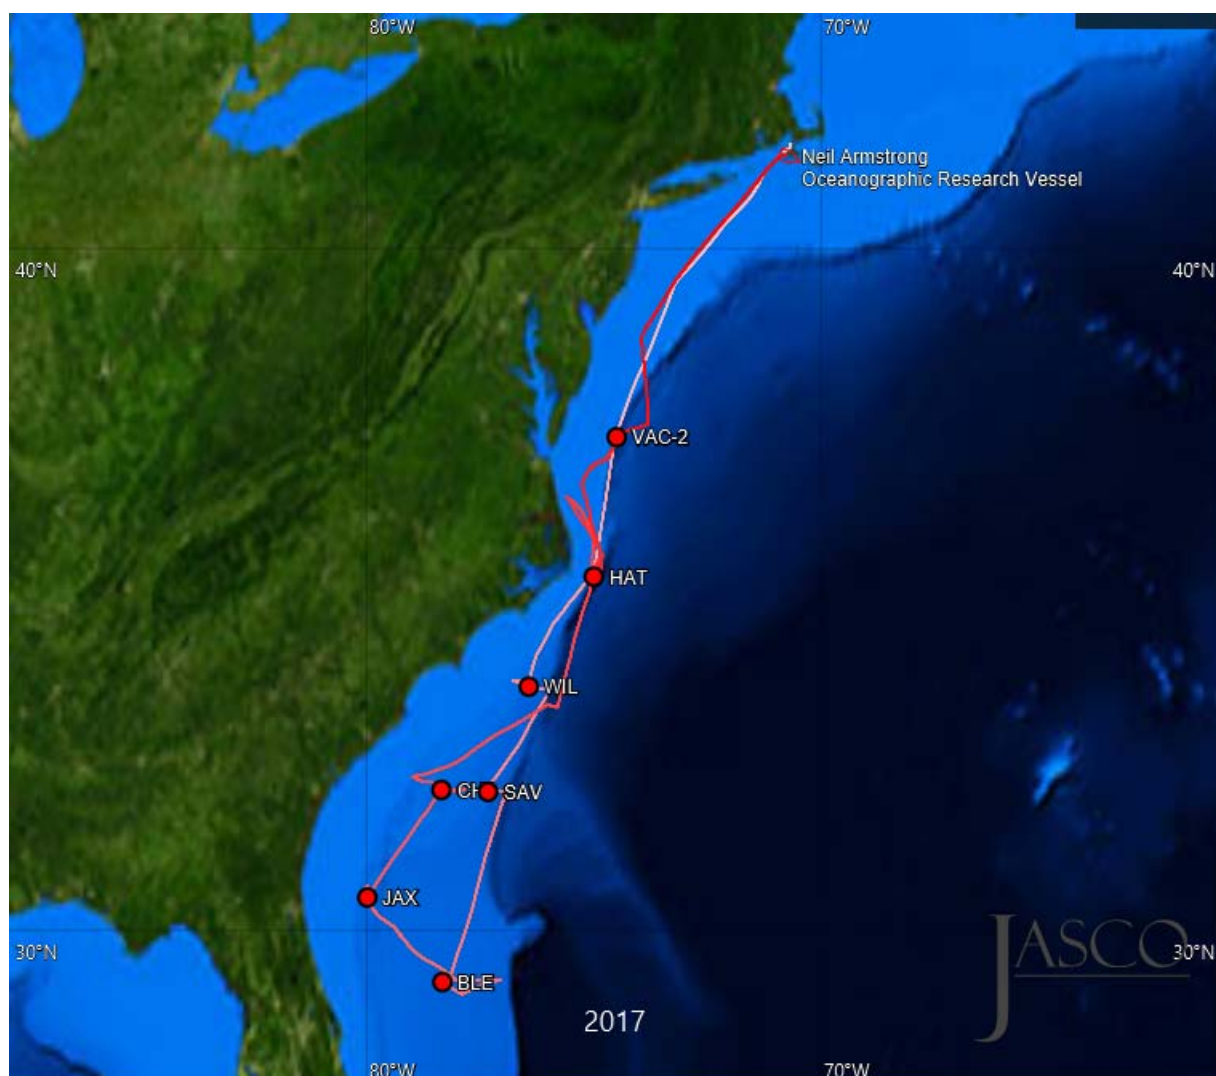 80°W
70°W
Neil Armstrong
Oceanographic Research Vessel
40°N
40°N
VAC-2
HAT
WIL
SAV
JAX
JASCO
30°N
30°N
BLE
2017
80°W
70°W